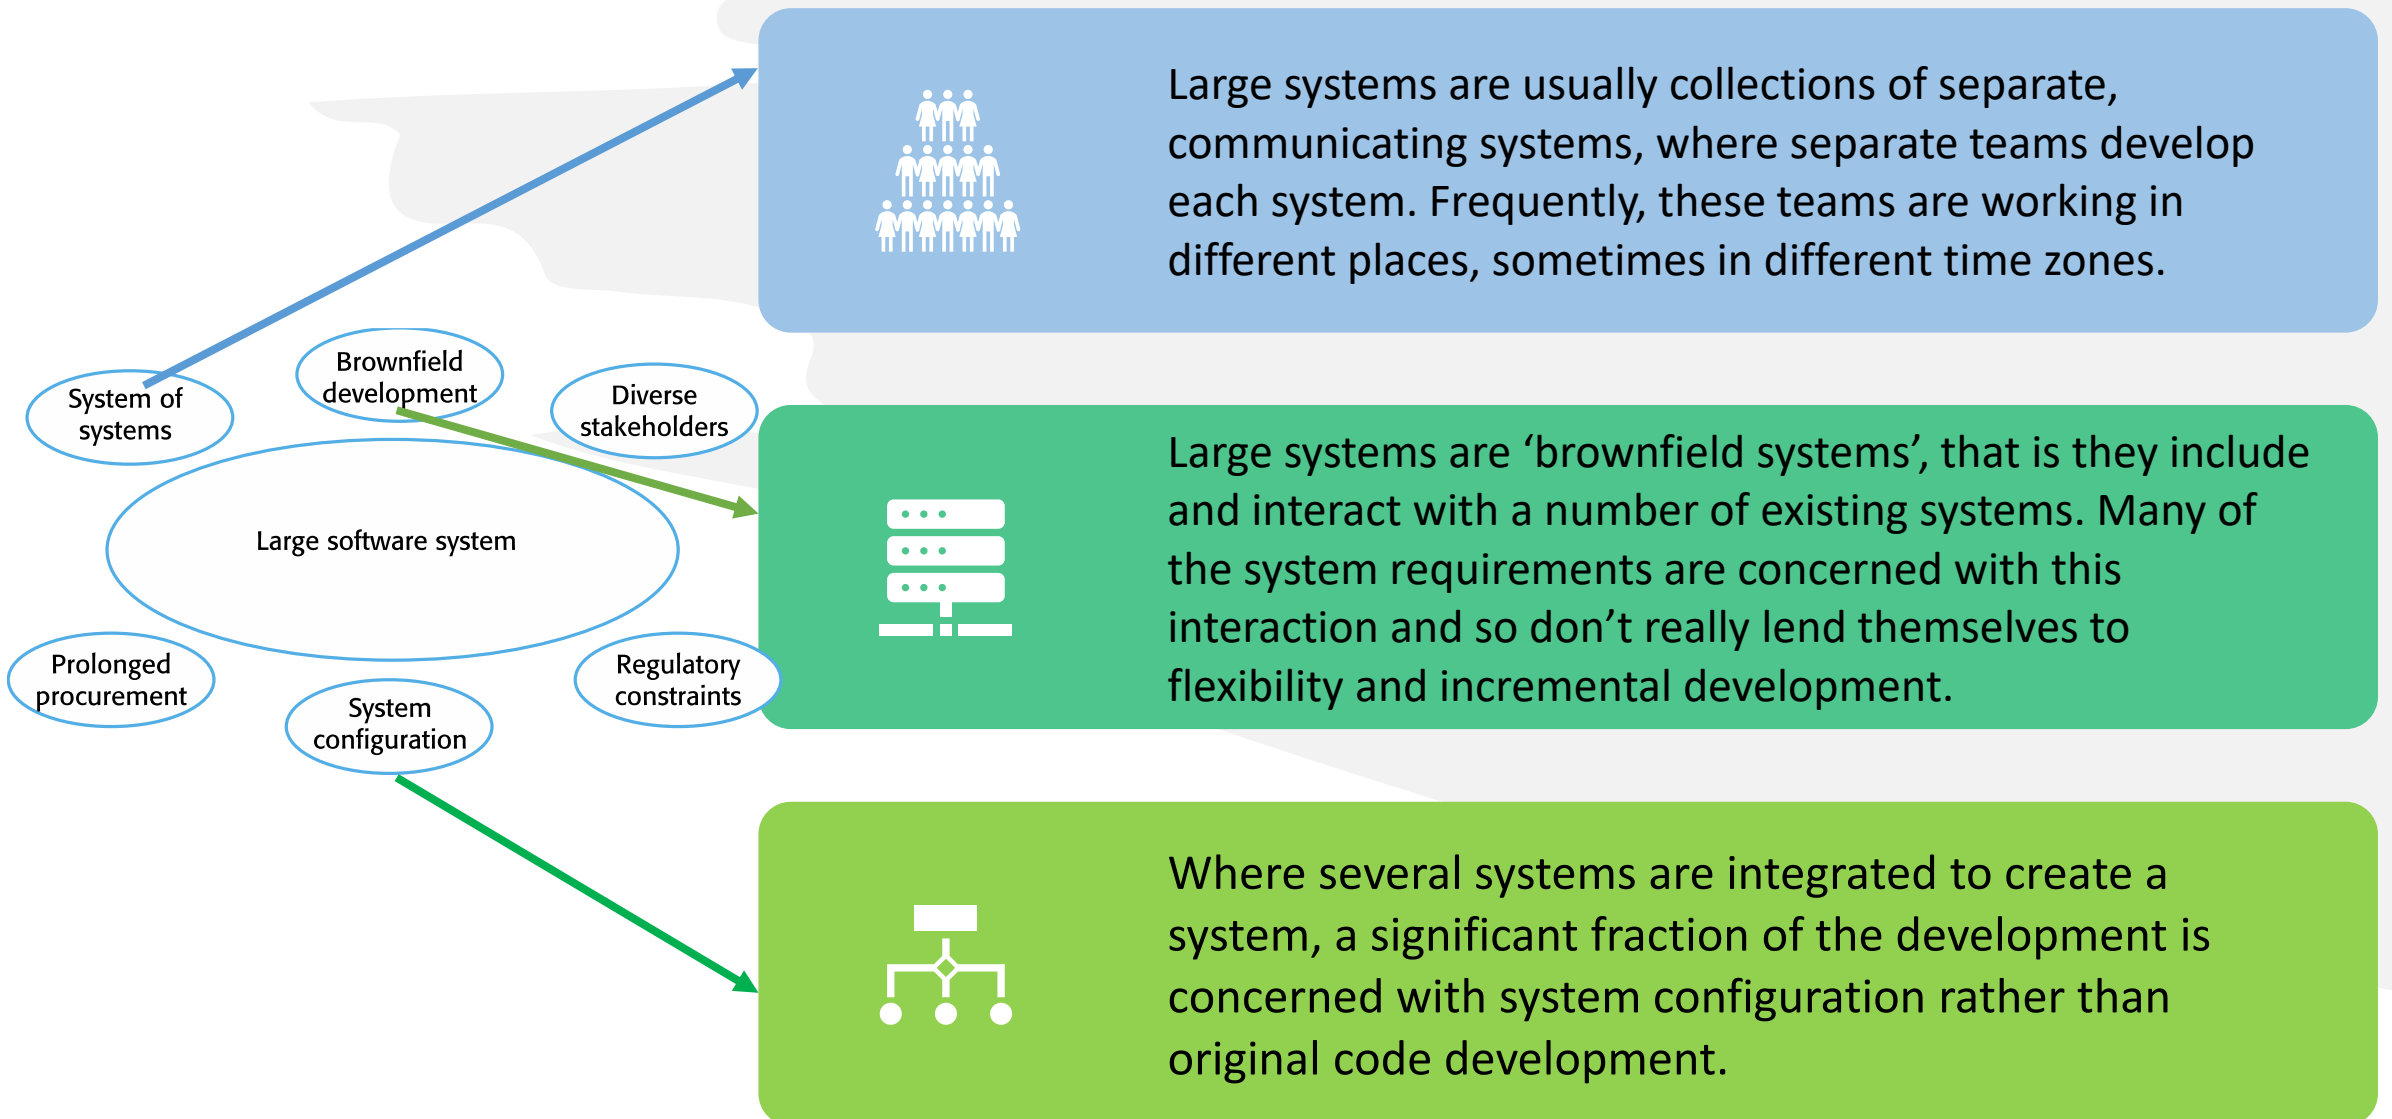 Large systems are usually collections of separate,
communicating systems, where separate teams develop
each system. Frequently, these teams are working in
different places, sometimes in different time zones.
System of
systems
Brownfield
development
Diverse
stakeholders
Large software system
Prolonged
procurement
System
configuration
Regulatory
constraints
Large systems are ‘brownfield systems’, that is they include
and interact with a number of existing systems. Many of
the system requirements are concerned with this
interaction and so don’t really lend themselves to
flexibility and incremental development.
Where several systems are integrated to create a
system, a significant fraction of the development is
concerned with system configuration rather than
original code development.